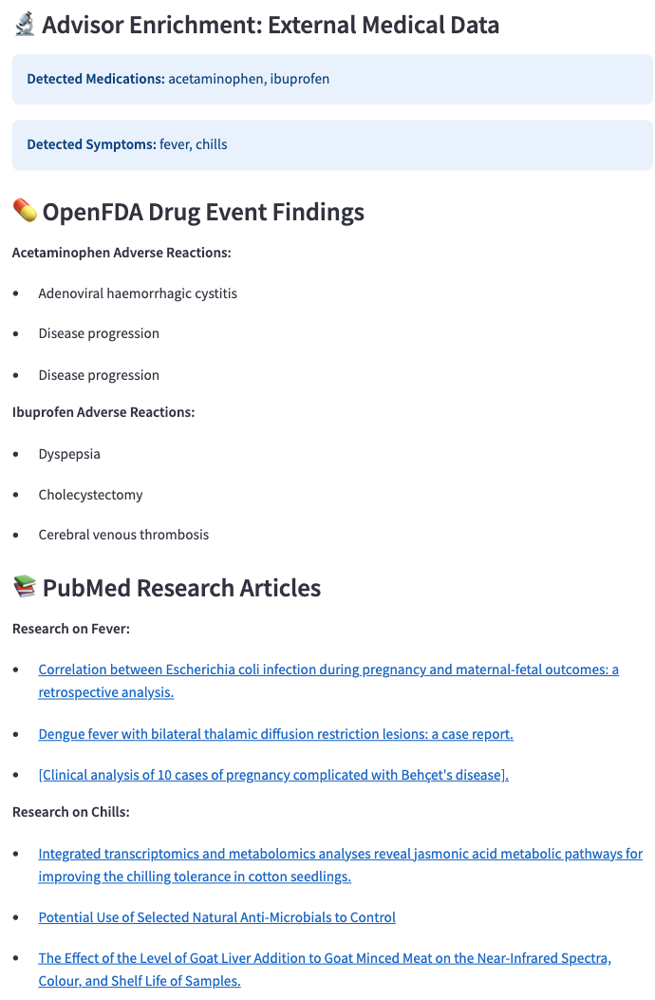 Advisor Enrichment: External Medical Data
Detected Medications: acetaminophen, ibuprofen
Detected Symptoms: fever, chills
OpenFDA Drug Event Findings
Acetaminophen Adverse Reactions:
• Adenoviral haemorrhagic cystitis
• Disease progression
• Disease progression
Ibuprofen Adverse Reactions:
• Dyspepsia
• Cholecystectomy
• Cerebral venous thrombosis
PubMed Research Articles
Research on Fever:
• Correlation between Escherichia coli infection during pregnancy and maternal-fetal outcomes: a
retrospective analysis.
• Dengue fever with bilateral thalamic diffusion restriction lesions: a case report.
• [Clinical analysis of 10 cases of pregnancy complicated with Behçet's disease].
Research on Chills:
• Integrated transcriptomics and metabolomics analyses reveal jasmonic acid metabolic pathways for
improving the chilling tolerance in cotton seedlings.
• Potential Use of Selected Natural Anti-Microbials to Control
• The Effect of the Level of Goat Liver Addition to Goat Minced Meat on the Near-Infrared Spectra,
Colour, and Shelf Life of Samples.